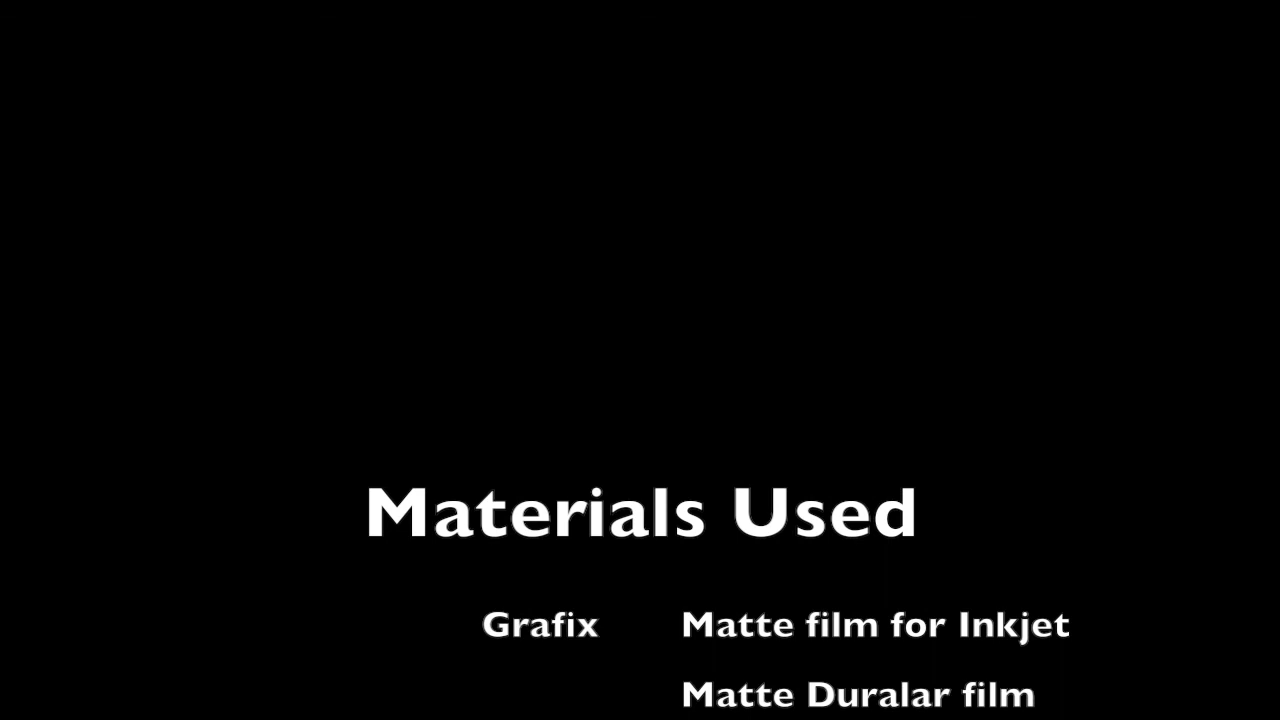 Materials Used
Grafix Matte film for Inkjet
Matte Duralar film